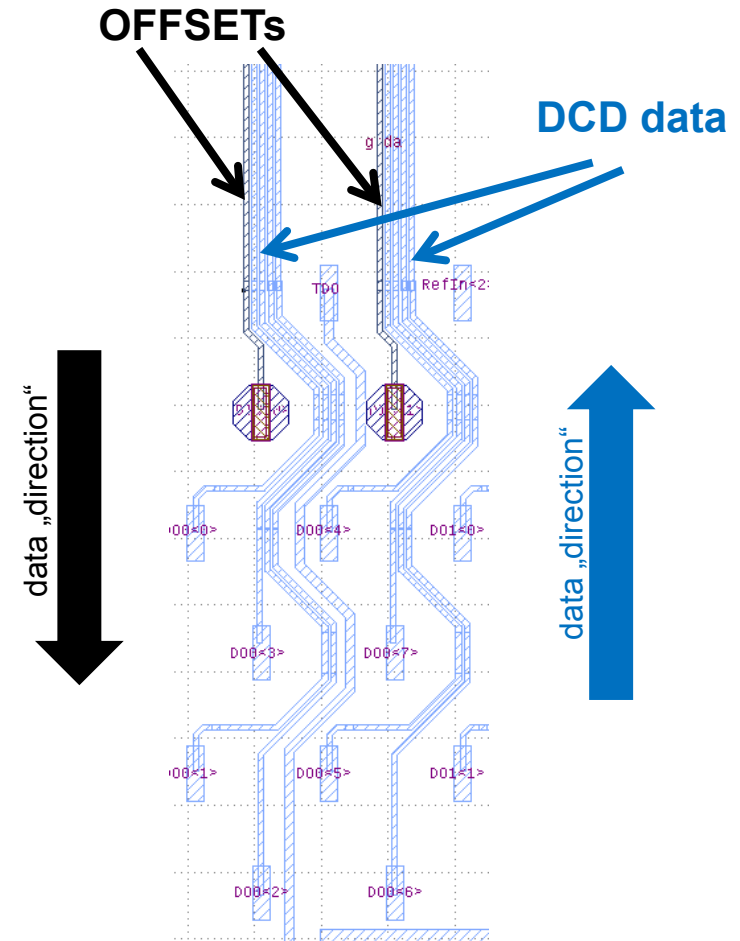 OFFSETs
DCD data
TDO
RefIn<2:
data „direction“
data „direction“
DO0<0>
DO0<4>
DO1<0>
DO0<3>
DO0<7>
DO0<1>
DO0<5>
DO1<1>
DO0<2>
DO0<6>